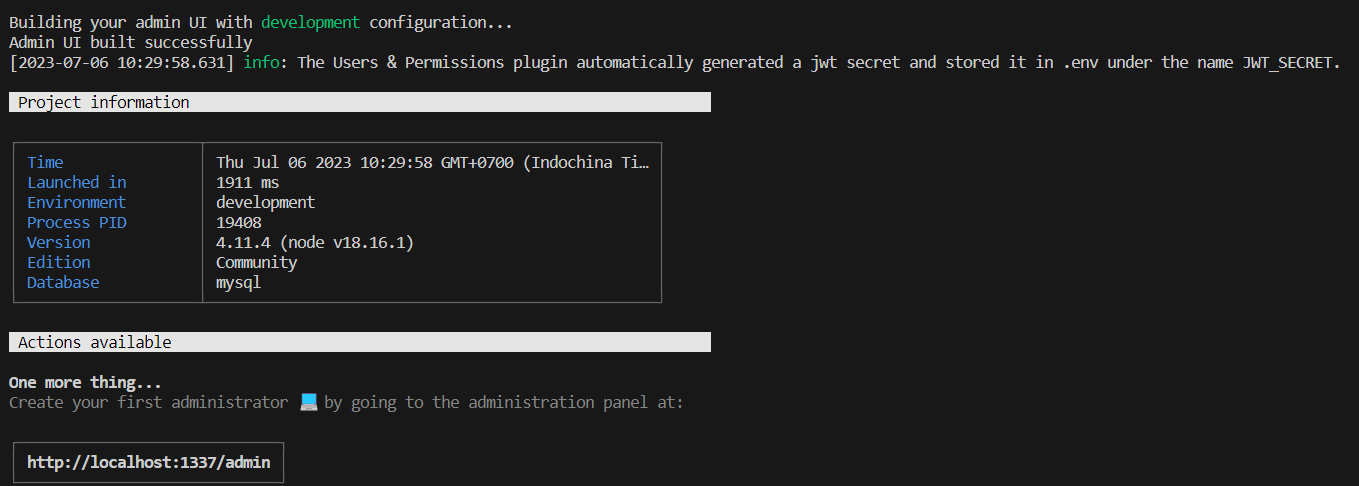 Building your admin UI with development configuration...
Admin UI built successfully
[2023-07-06 10:29:58.631] info: The Users & Permissions plugin automatically generated a jwt secret and stored it in .env under the name JWT_SECRET.
Project information
Time Thu Jul 06 2023 10:29:58 GMT+0700 (Indochina Ti…
Launched in 1911 ms
Environment development
Process PID 19408
Version 4.11.4 (node v18.16.1)
Edition Community
Database mysql
Actions available
One more thing...
Create your first administrator 💻 by going to the administration panel at:
http://localhost:1337/admin